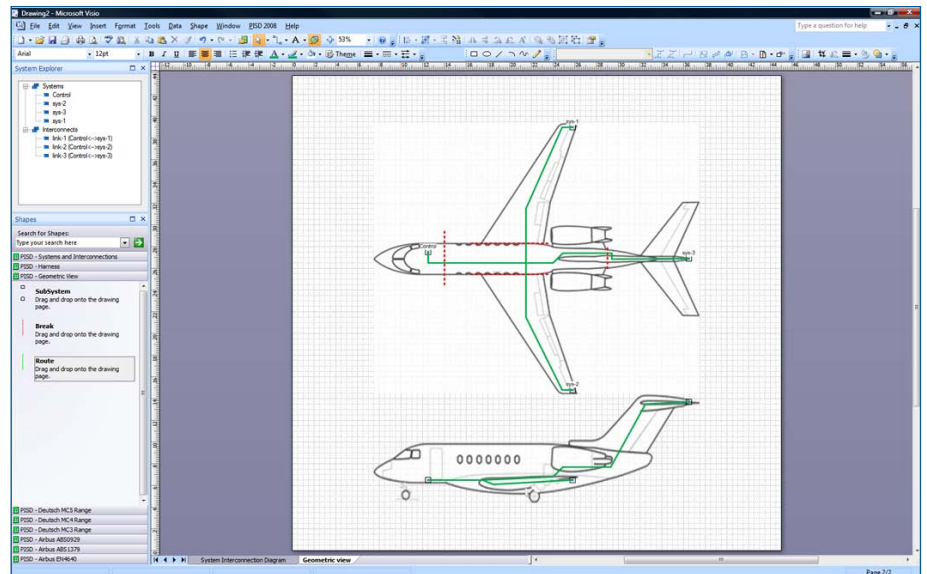 Drawing2 - Microsoft Visio
File Edit View Insert Format Tools Data Shape Window PISD 2008 Help
Type a question for help
53%
Arial 12pt
Theme
System Explorer
Systems
Control
sys-2
sys-3
sys-1
Interconnects
link-1 (Control<-->sys-1)
link-2 (Control<-->sys-2)
link-3 (Control<-->sys-3)
Shapes
Search for Shapes:
Type your search here
PISD - Systems and Interconnections
PISD - Harness
PISD - Geometric View
SubSystem
Drag and drop onto the drawing
page.
Break
Drag and drop onto the drawing
page.
Route
Drag and drop onto the drawing
page.
PISD - Deutsch MC5 Range
PISD - Deutsch MC4 Range
PISD - Deutsch MC3 Range
PISD - Airbus ABS0929
PISD - Airbus ABS1379
PISD - Airbus EN4640
sys-1
Control
sys-3
sys-2
System Interconnection Diagram
Geometric view
Page 2/2